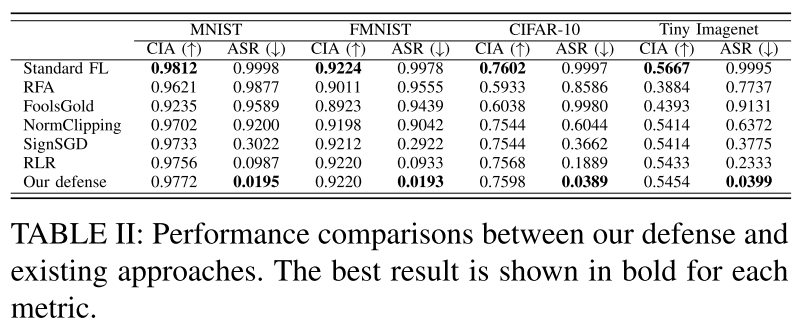 MNIST FMNIST CIFAR-10 Tiny Imagenet
CIA (↑) ASR (↓) CIA (↑) ASR (↓) CIA (↑) ASR (↓) CIA (↑) ASR (↓)
Standard FL 0.9812 0.9998 0.9224 0.9978 0.7602 0.9997 0.5667 0.9995
RFA 0.9621 0.9877 0.9011 0.9555 0.5933 0.8586 0.3884 0.7737
FoolsGold 0.9235 0.9589 0.8923 0.9439 0.6038 0.9980 0.4393 0.9131
NormClipping 0.9702 0.9200 0.9198 0.9042 0.7544 0.6044 0.5414 0.6372
SignSGD 0.9733 0.3022 0.9212 0.2922 0.7544 0.3662 0.5414 0.3775
RLR 0.9756 0.0987 0.9220 0.0933 0.7568 0.1889 0.5433 0.2333
Our defense 0.9772 0.0195 0.9220 0.0193 0.7598 0.0389 0.5454 0.0399
TABLE II: Performance comparisons between our defense and
existing approaches. The best result is shown in bold for each
metric.